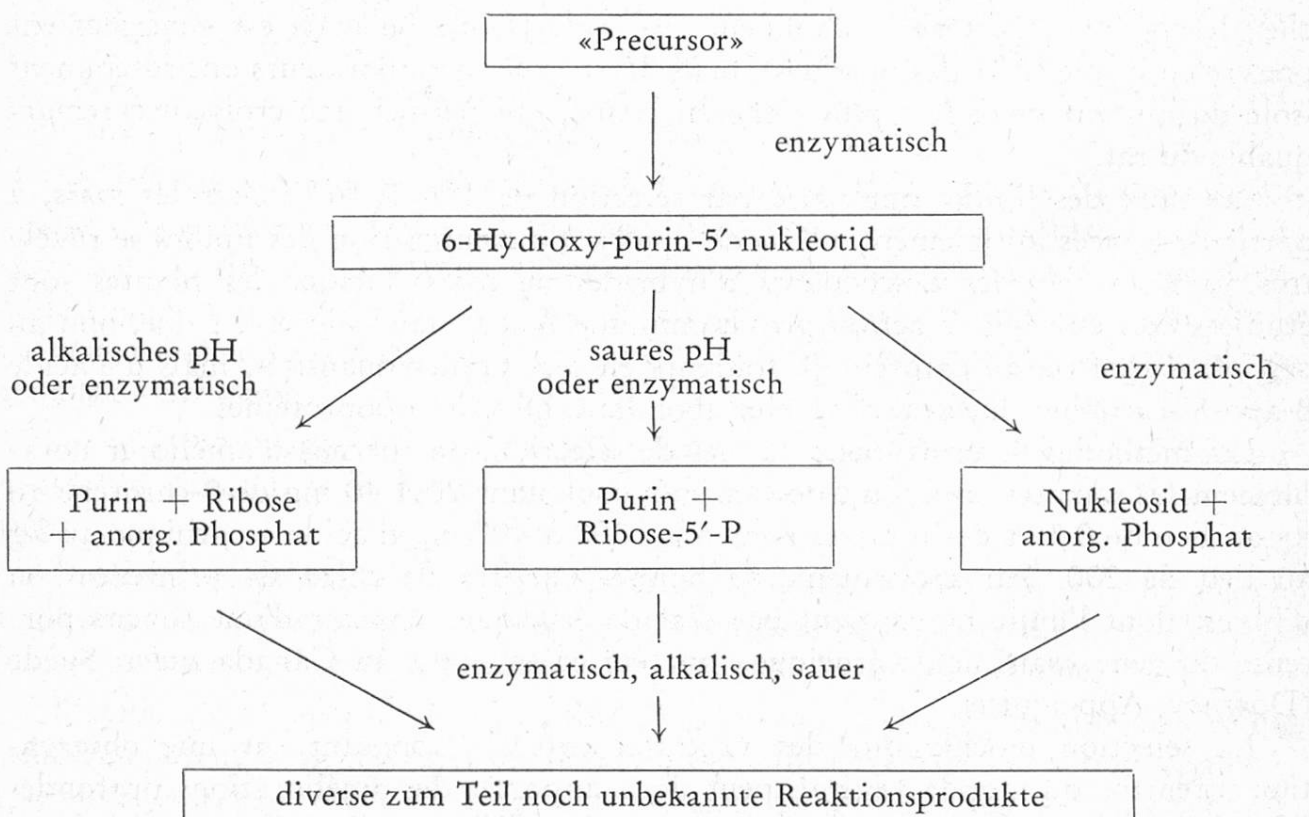 «Precursor»
enzymatisch
6-Hydroxy-purin-5′-nukleotid
alkalisches pH
oder enzymatisch
saures pH
oder enzymatisch
enzymatisch
Purin + Ribose
+ anorg. Phosphat
Purin +
Ribose-5′-P
Nukleosid +
anorg. Phosphat
enzymatisch, alkalisch, sauer
diverse zum Teil noch unbekannte Reaktionsprodukte